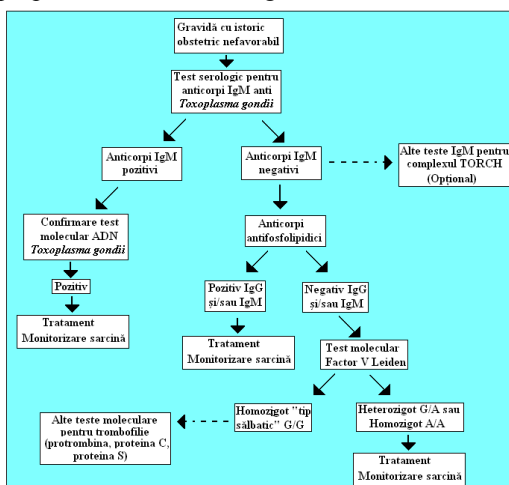 Gravidă cu istoric
obstetric nefavorabil
Test serologic pentru
anticorpi IgM anti
Toxoplasma gondii
Anticorpi IgM
pozitivi
Anticorpi IgM
negativi
Alte teste IgM pentru
complexul TORCH
(Opțional)
Confirmare test
molecular ADN
Toxoplasma gondii
Anticorpi
antifosfolipidici
Pozitiv
Pozitiv IgG
și/sau IgM
Negativ IgG
și/sau IgM
Tratament
Monitorizare sarcină
Tratament
Monitorizare sarcină
Test molecular
Factor V Leiden
Alte teste moleculare
pentru trombofilie
(protrombina, proteina C,
proteina S)
Homozigot "tip
sălbatic" G/G
Heterozigot G/A sau
Homozigot A/A
Tratament
Monitorizare sarcină